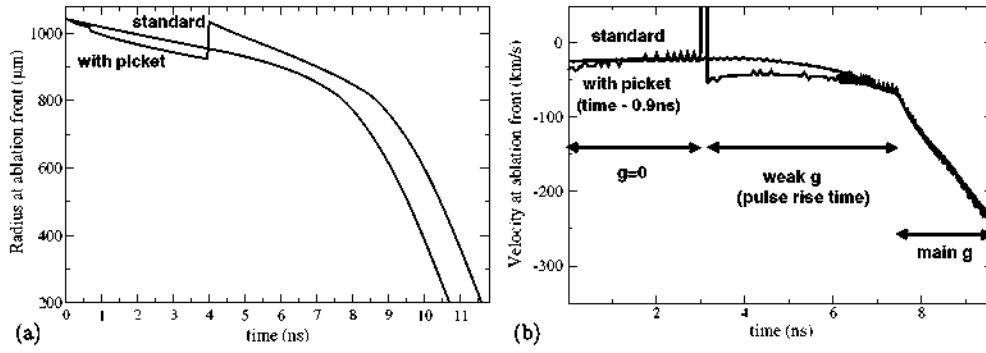 1000
800
600
400
200
Radius at ablation front (μm)
standard
with picket
0 1 2 3 4 5 6 7 8 9 10 11
(a)
time (ns)
0
-100
-200
-300
Velocity at ablation front (km/s)
standard
with picket
(time - 0.9ns)
g=0
weak g
(pulse rise time)
main g
2 4 6 8
(b)
time (ns)